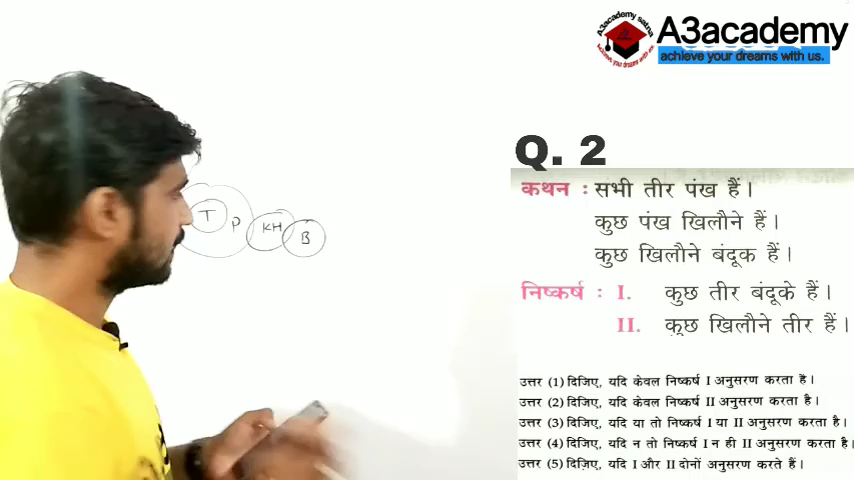 A3academy satna
A3academy
achieve your dreams with us.
Q. 2
कथन : सभी तीर पंख हैं।
कुछ पंख खिलौने हैं।
कुछ खिलौने बंदूक हैं।
निष्कर्ष : I. कुछ तीर बंदूके हैं।
II. कुछ खिलौने तीर हैं।
उत्तर (1) दिजिए, यदि केवल निष्कर्ष I अनुसरण करता है।
उत्तर (2) दिजिए, यदि केवल निष्कर्ष II अनुसरण करता है।
उत्तर (3) दिजिए, यदि या तो निष्कर्ष I या II अनुसरण करता है।
उत्तर (4) दिजिए, यदि न तो निष्कर्ष I न ही II अनुसरण करता है।
उत्तर (5) दिजिए, यदि I और II दोनों अनुसरण करते हैं।
T P KH B